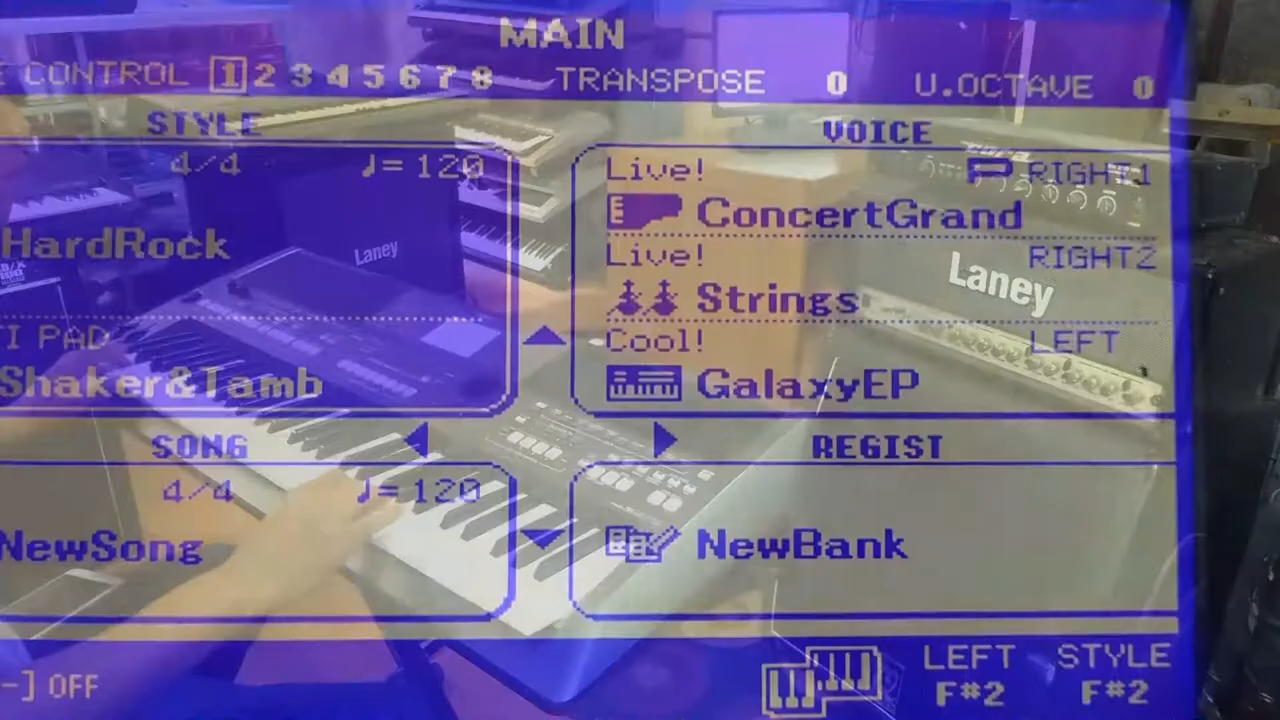 MAIN
E CONTROL 1 2 3 4 5 6 7 8 TRANSPOSE 0 U.OCTAVE 0
STYLE
4/4 ♩= 120
HardRock
I PAD
Shaker&Tamb
VOICE
Live! RIGHT1
ConcertGrand
Live! RIGHT2
Strings
Cool! LEFT
GalaxyEP
SONG
4/4 ♩= 120
NewSong
REGIST
NewBank
-] OFF
LEFT
F#2
STYLE
F#2
Laney
Laney